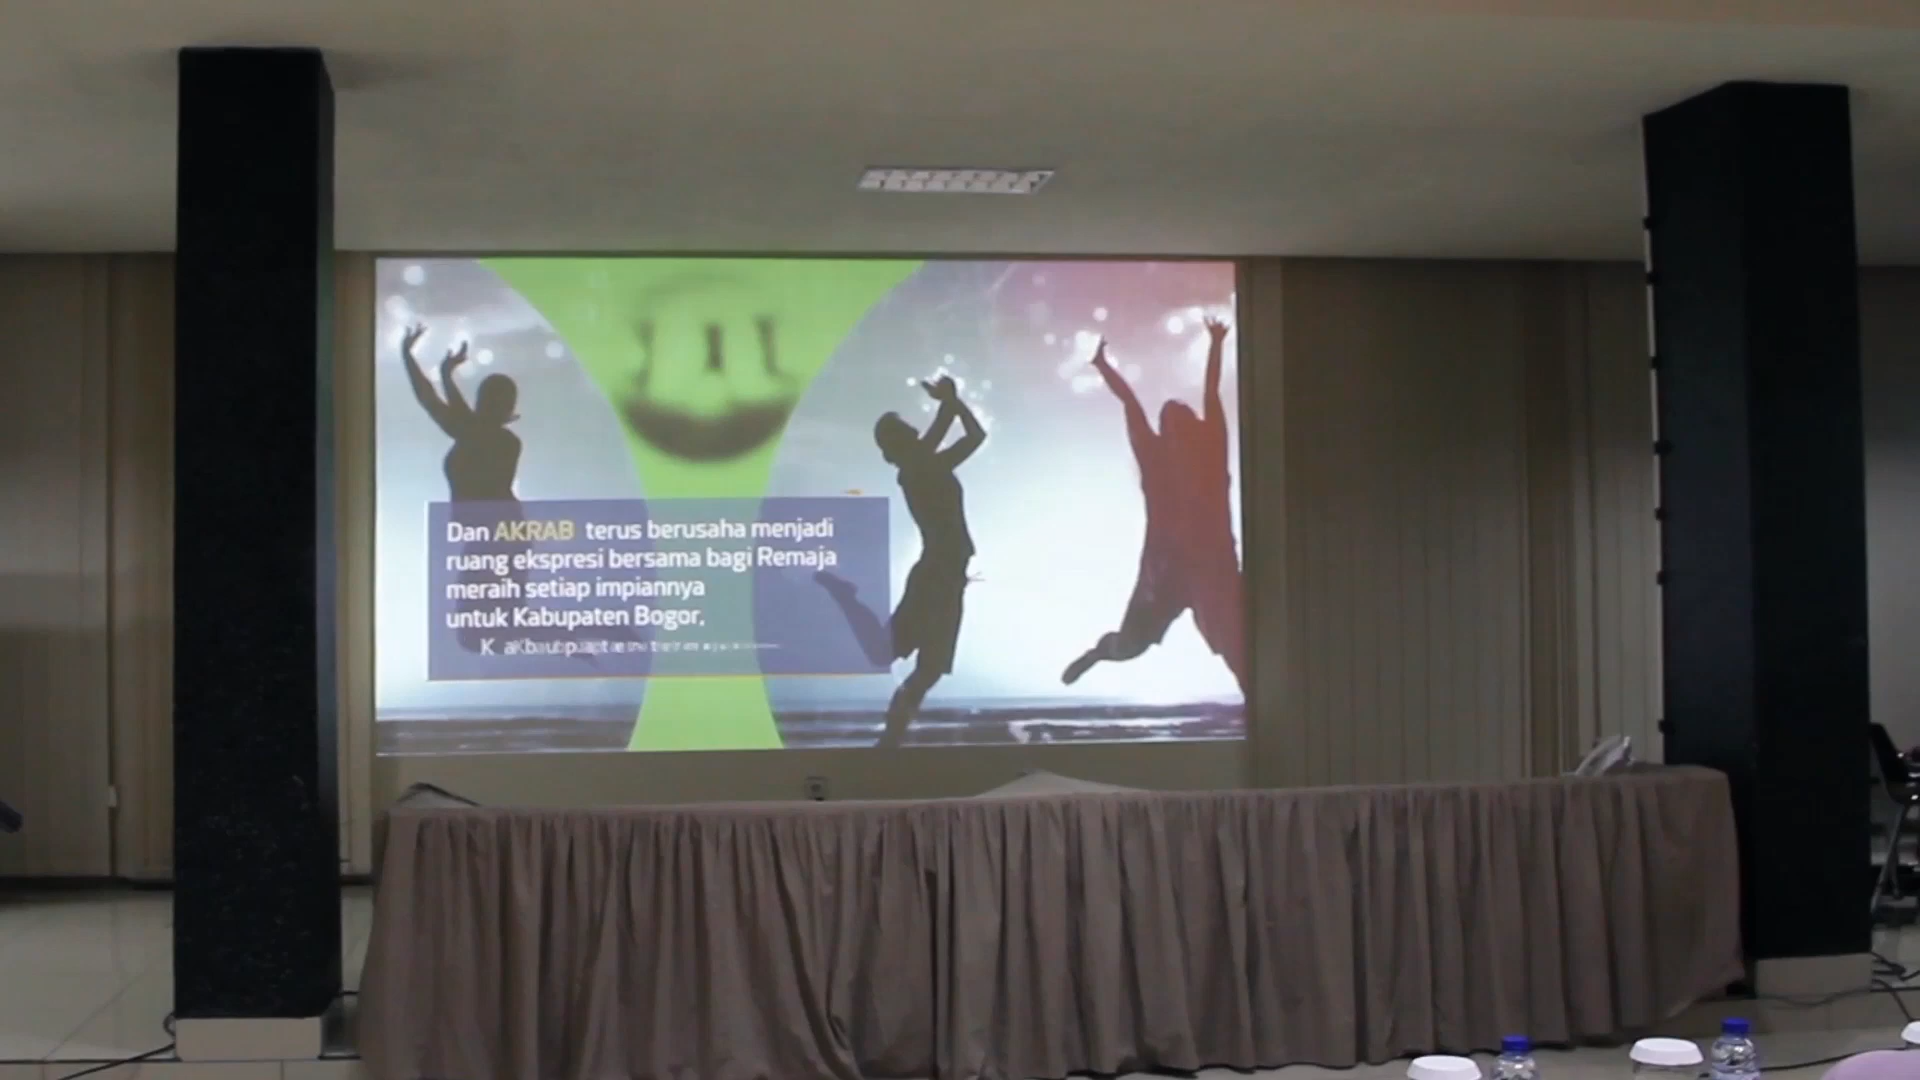 Dan AKRAB terus berusaha menjadi
ruang ekspresi bersama bagi Remaja
meraih setiap impiannya
untuk Kabupaten Bogor.